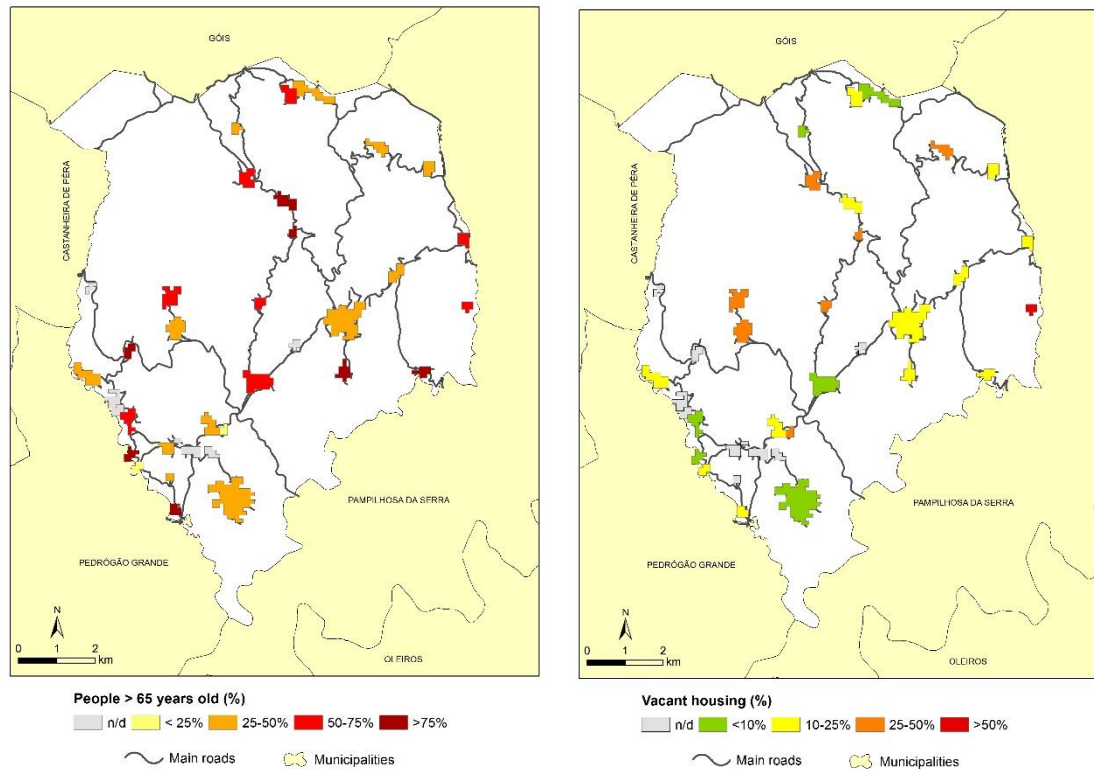 GÓIS
CASTANHEIRA DE PÊRA
PAMPILHOSA DA SERRA
PEDRÓGÃO GRANDE
OLEIROS
N
0 1 2
km
People > 65 years old (%)
n/d < 25% 25-50% 50-75% >75%
Main roads Municipalities
GÓIS
CASTANHEIRA DE PÊRA
PAMPILHOSA DA SERRA
PEDRÓGÃO GRANDE
OLEIROS
N
0 1 2
km
Vacant housing (%)
n/d <10% 10-25% 25-50% >50%
Main roads Municipalities